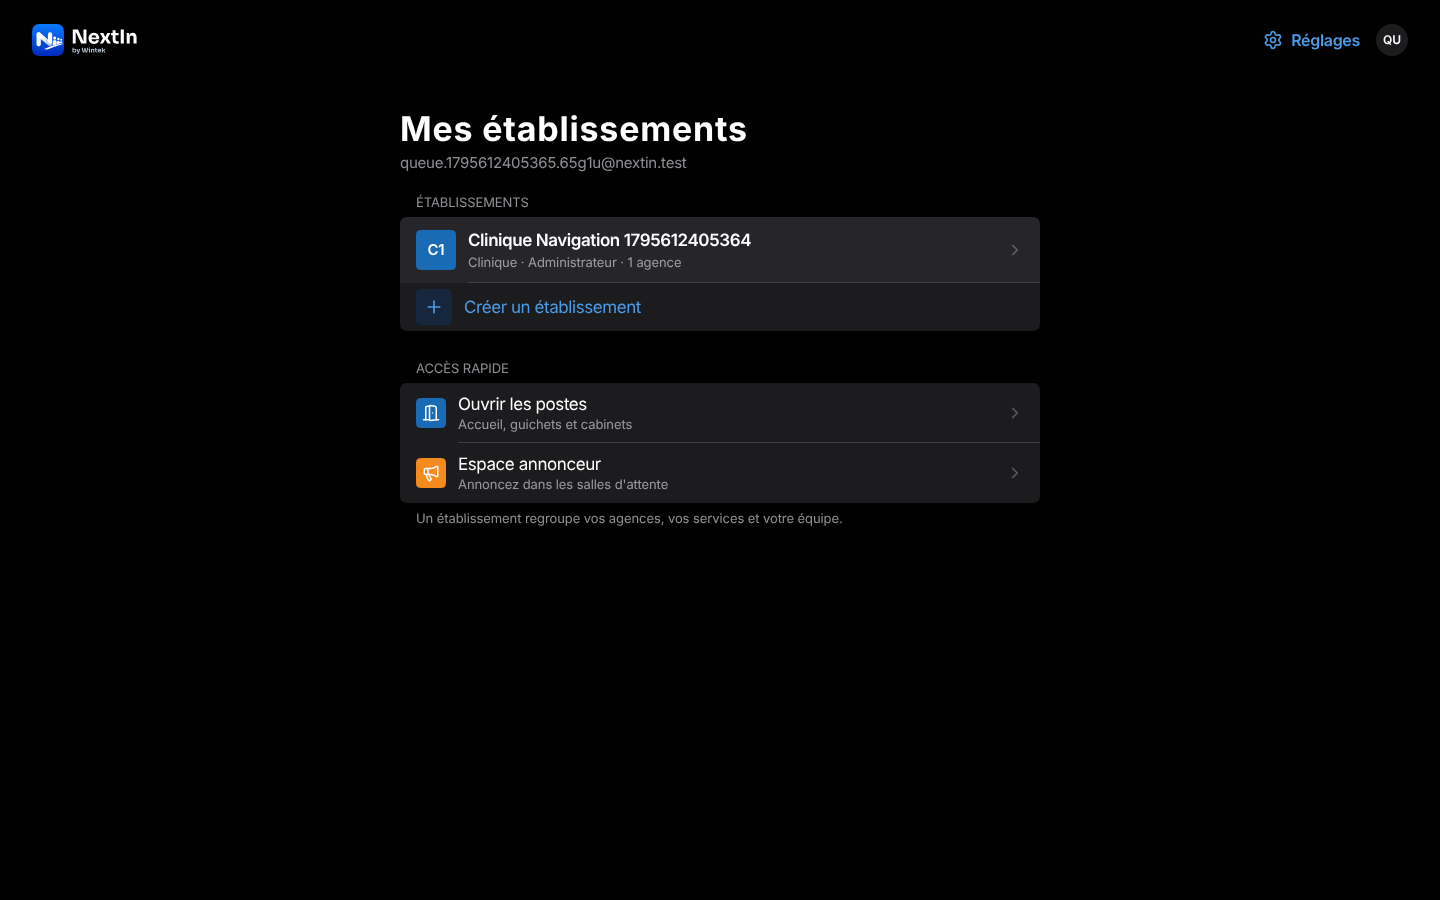 NextIn
by Wintek
Réglages
QU
Mes établissements
queue.1795612405365.65g1u@nextin.test
ÉTABLISSEMENTS
C1
Clinique Navigation 1795612405364
Clinique · Administrateur · 1 agence
Créer un établissement
ACCÈS RAPIDE
Ouvrir les postes
Accueil, guichets et cabinets
Espace annonceur
Annoncez dans les salles d'attente
Un établissement regroupe vos agences, vos services et votre équipe.